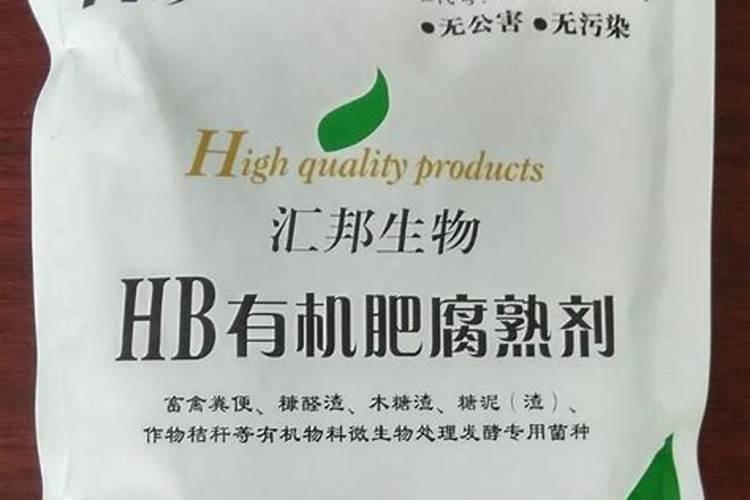 ●无公害 ●无污染
High quality products
汇邦生物
HB有机肥腐熟剂
畜禽粪便、糠醛渣、木糖渣、糖泥（渣）、
作物秸秆等有机物料微生物处理发酵专用菌种